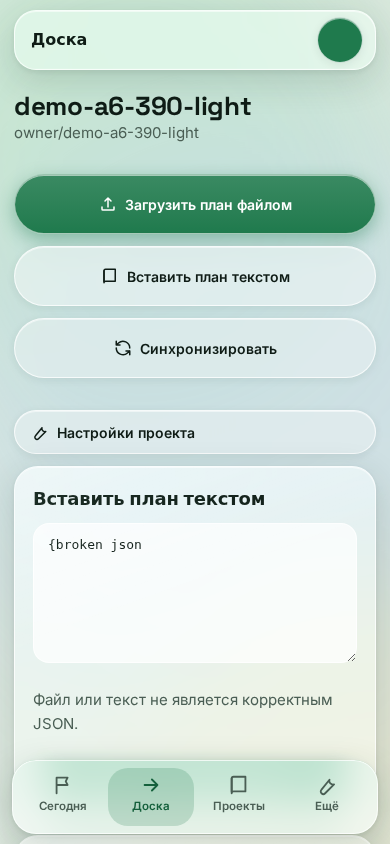 Доска
demo-a6-390-light
owner/demo-a6-390-light
Загрузить план файлом
Вставить план текстом
Синхронизировать
Настройки проекта
Вставить план текстом
{broken json
Файл или текст не является корректным
JSON.
Сегодня
Доска
Проекты
Ещё